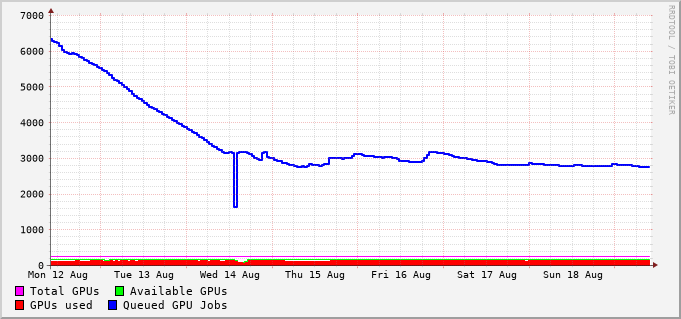 7000
6000
5000
4000
3000
2000
1000
0
Mon 12 Aug Tue 13 Aug Wed 14 Aug Thu 15 Aug Fri 16 Aug Sat 17 Aug Sun 18 Aug
Total GPUs Available GPUs
GPUs used Queued GPU Jobs
RRDTOOL / TOBI OETIKER